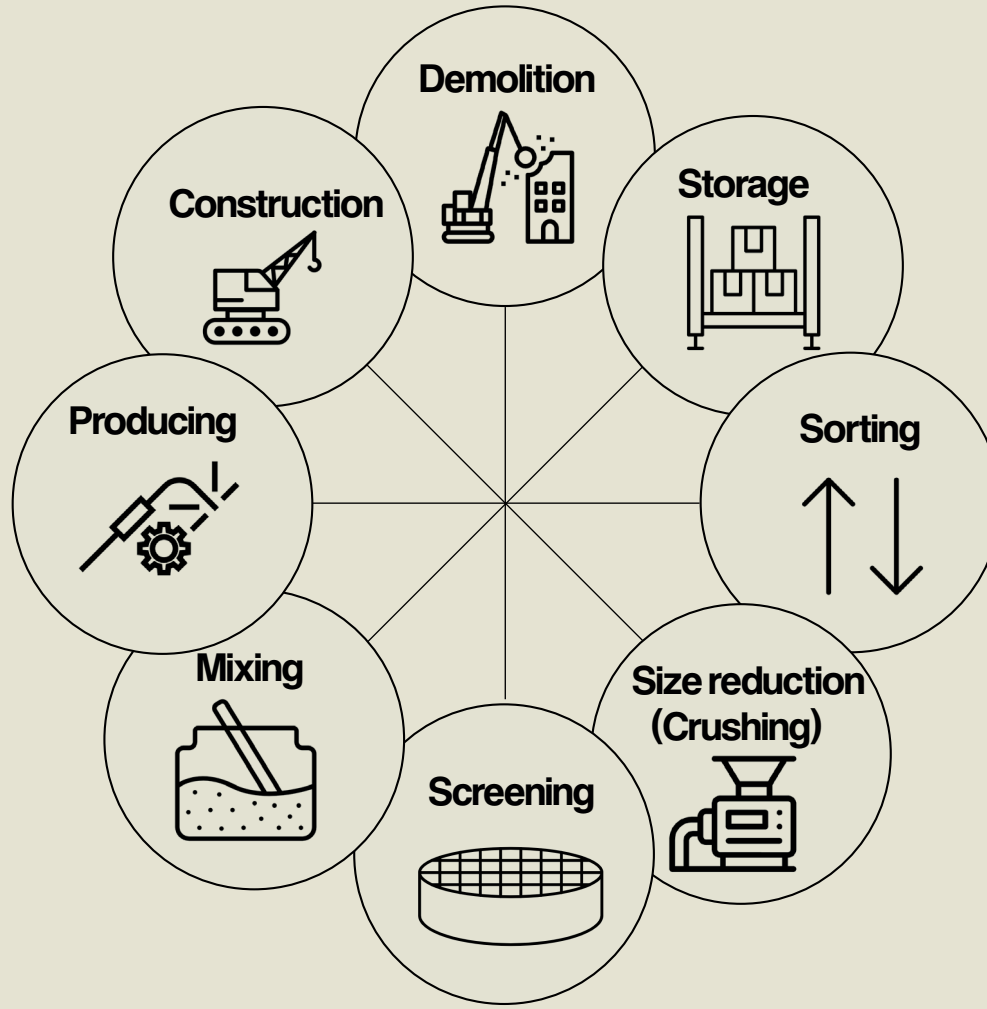 Demolition
Storage
Sorting
Size reduction
(Crushing)
Screening
Mixing
Producing
Construction